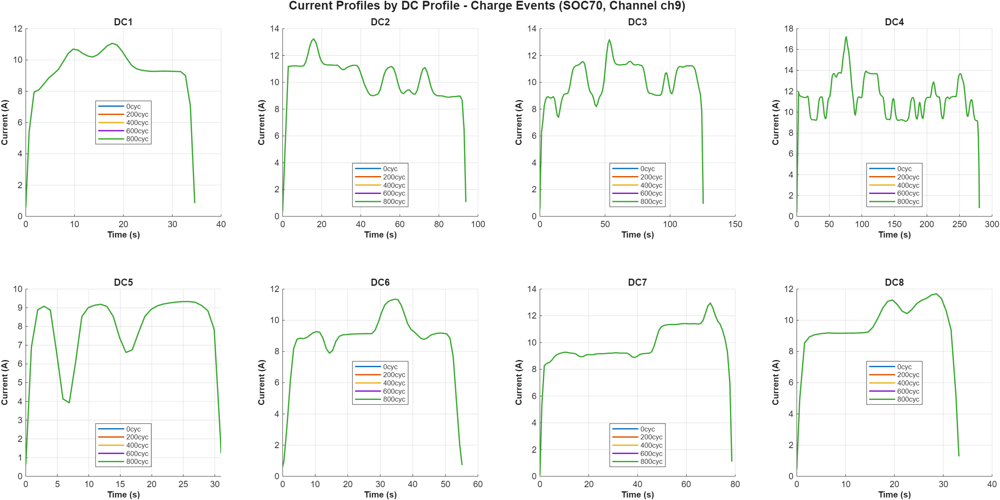 Current Profiles by DC Profile - Charge Events (SOC70, Channel ch9)
DC1
12
10
8
6
4
2
0
0 10 20 30 40
Current (A)
Time (s)
0cyc
200cyc
400cyc
600cyc
800cyc
DC2
14
12
10
8
6
4
2
0
0 20 40 60 80 100
Current (A)
Time (s)
0cyc
200cyc
400cyc
600cyc
800cyc
DC3
14
12
10
8
6
4
2
0
0 50 100 150
Current (A)
Time (s)
0cyc
200cyc
400cyc
600cyc
800cyc
DC4
18
16
14
12
10
8
6
4
2
0
0 50 100 150 200 250 300
Current (A)
Time (s)
0cyc
200cyc
400cyc
600cyc
800cyc
DC5
10
9
8
7
6
5
4
3
2
1
0
0 5 10 15 20 25 30
Current (A)
Time (s)
0cyc
200cyc
400cyc
600cyc
800cyc
DC6
12
10
8
6
4
2
0
0 10 20 30 40 50 60
Current (A)
Time (s)
0cyc
200cyc
400cyc
600cyc
800cyc
DC7
14
12
10
8
6
4
2
0
0 20 40 60 80
Current (A)
Time (s)
0cyc
200cyc
400cyc
600cyc
800cyc
DC8
12
10
8
6
4
2
0
0 10 20 30 40
Current (A)
Time (s)
0cyc
200cyc
400cyc
600cyc
800cyc